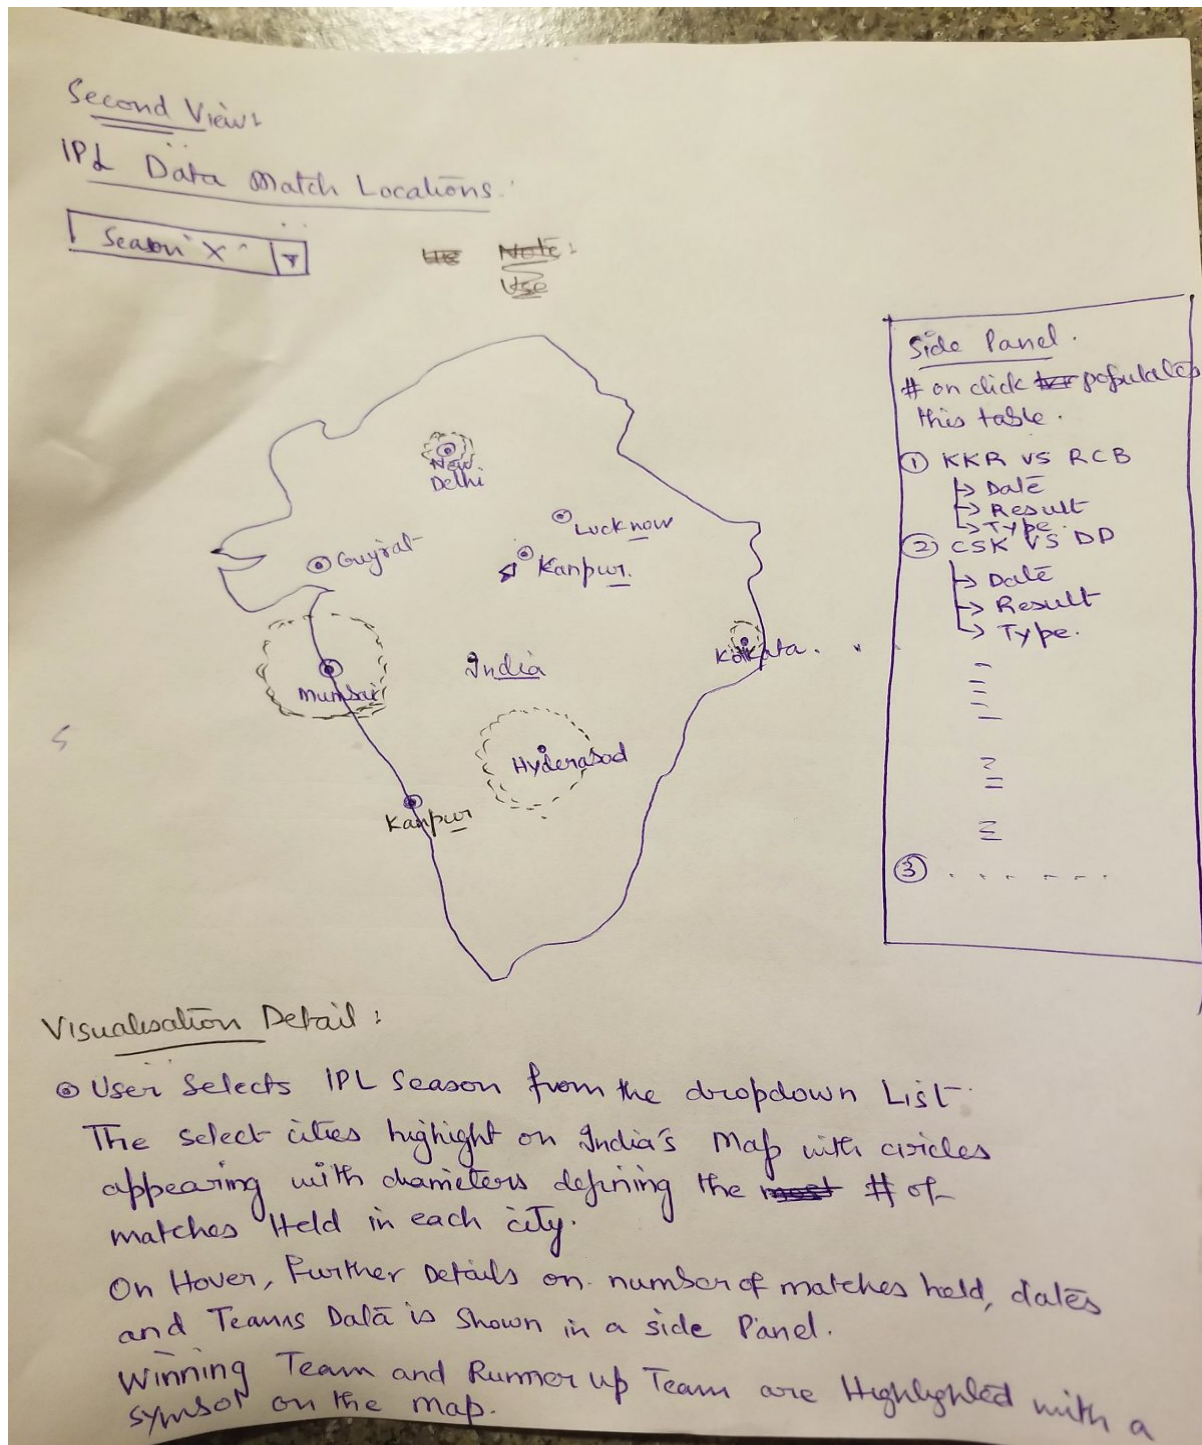 Second View:
IPL Data Match Locations.
Season X
Note:
Use
Side Panel.
# on click populates
this table.
① KKR VS RCB
↳ Date
↳ Result
↳ Type.
② CSK VS DD
↳ Date
↳ Result
↳ Type.
③ . . . . . .
New
Delhi
Lucknow
Gujrat
Kanpur.
Kolkata.
India
Mumbai
Hyderabad
Kanpur
Visualisation Detail:
User Selects IPL Season from the dropdown List.
The select cities highight on India's Map with circles
appearing with diameters defining the most # of
matches Held in each city.
On Hover, Further Details on number of matches held, dates
and Teams Data is Shown in a side Panel.
Winning Team and Runner up Team are Highlighted with a
symbol on the map.